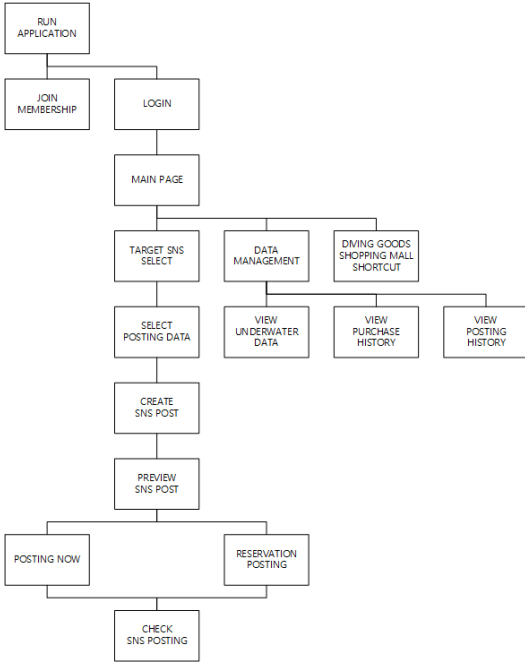 RUN
APPLICATION
JOIN
MEMBERSHIP
LOGIN
MAIN PAGE
TARGET SNS
SELECT
DATA
MANAGEMENT
DIVING GOODS
SHOPPING MALL
SHORTCUT
SELECT
POSTING DATA
VIEW
UNDERWATER
DATA
VIEW
PURCHASE
HISTORY
VIEW
POSTING
HISTORY
CREATE
SNS POST
PREVIEW
SNS POST
POSTING NOW
RESERVATION
POSTING
CHECK
SNS POSTING